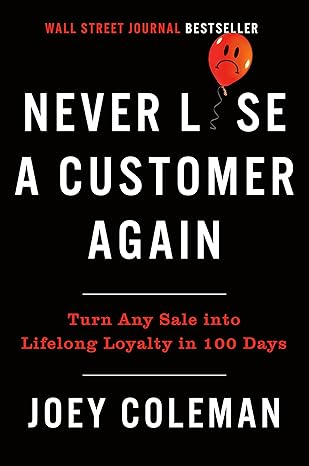 WALL STREET JOURNAL BESTSELLER
NEVER LOSE
A CUSTOMER
AGAIN
Turn Any Sale into
Lifelong Loyalty in 100 Days
JOEY COLEMAN